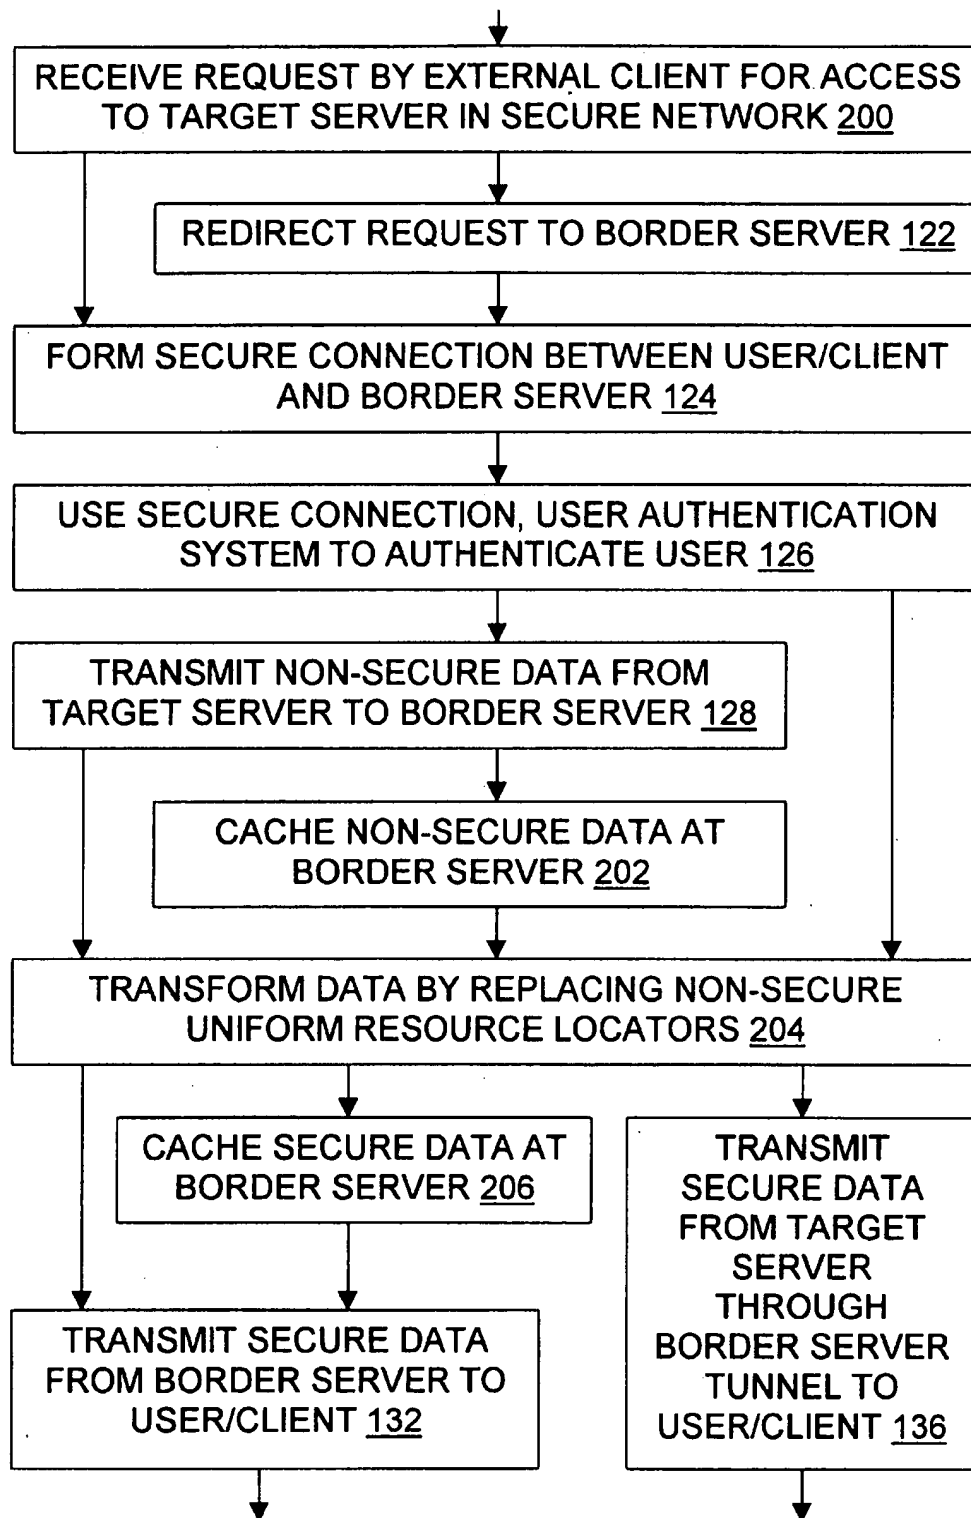 RECEIVE REQUEST BY EXTERNAL CLIENT FOR ACCESS
TO TARGET SERVER IN SECURE NETWORK 200
REDIRECT REQUEST TO BORDER SERVER 122
FORM SECURE CONNECTION BETWEEN USER/CLIENT
AND BORDER SERVER 124
USE SECURE CONNECTION, USER AUTHENTICATION
SYSTEM TO AUTHENTICATE USER 126
TRANSMIT NON-SECURE DATA FROM
TARGET SERVER TO BORDER SERVER 128
CACHE NON-SECURE DATA AT
BORDER SERVER 202
TRANSFORM DATA BY REPLACING NON-SECURE
UNIFORM RESOURCE LOCATORS 204
CACHE SECURE DATA AT
BORDER SERVER 206
TRANSMIT SECURE DATA
FROM BORDER SERVER TO
USER/CLIENT 132
TRANSMIT
SECURE DATA
FROM TARGET
SERVER
THROUGH
BORDER SERVER
TUNNEL TO
USER/CLIENT 136